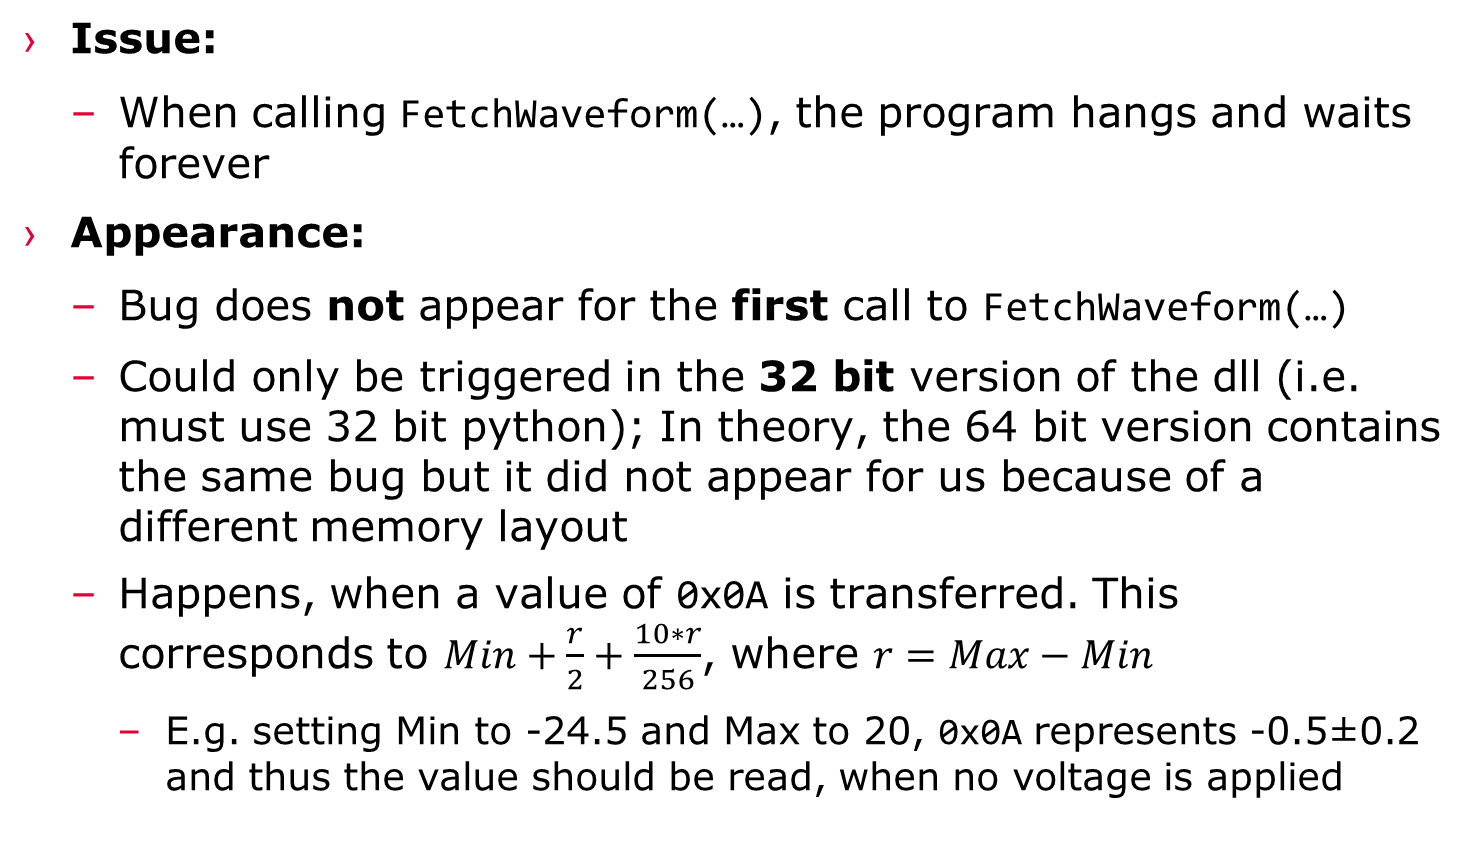 › Issue:
– When calling FetchWaveform(…), the program hangs and waits
forever
› Appearance:
– Bug does not appear for the first call to FetchWaveform(…)
– Could only be triggered in the 32 bit version of the dll (i.e.
must use 32 bit python); In theory, the 64 bit version contains
the same bug but it did not appear for us because of a
different memory layout
– Happens, when a value of 0x0A is transferred. This
corresponds to Min + r/2 + 10*r/256, where r = Max − Min
– E.g. setting Min to -24.5 and Max to 20, 0x0A represents -0.5±0.2
and thus the value should be read, when no voltage is applied